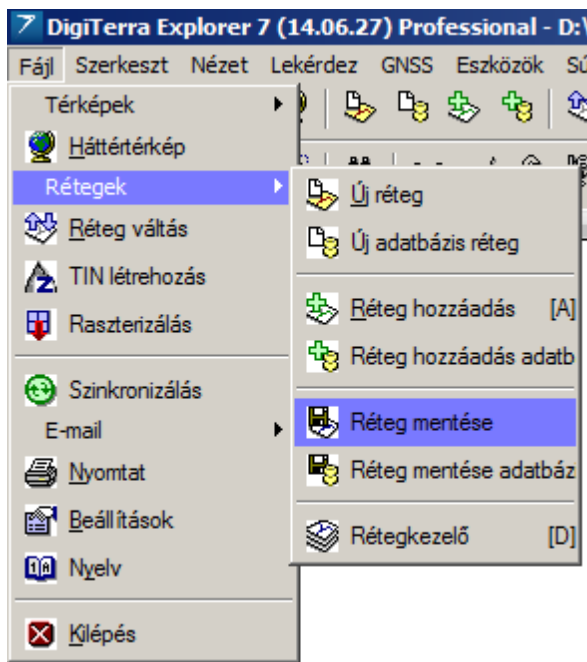 DigiTerra Explorer 7 (14.06.27) Professional - D:\
Fájl Szerkeszt Nézet Lekérdez GNSS Eszközök Sú
Térképek
Háttértérkép
Rétegek
Réteg váltás
TIN létrehozás
Raszterizálás
Szinkronizálás
E-mail
Nyomtat
Beállítások
Nyelv
Kilépés
Új réteg
Új adatbázis réteg
Réteg hozzáadás [A]
Réteg hozzáadás adatb
Réteg mentése
Réteg mentése adatbáz
Rétegkezelő [D]